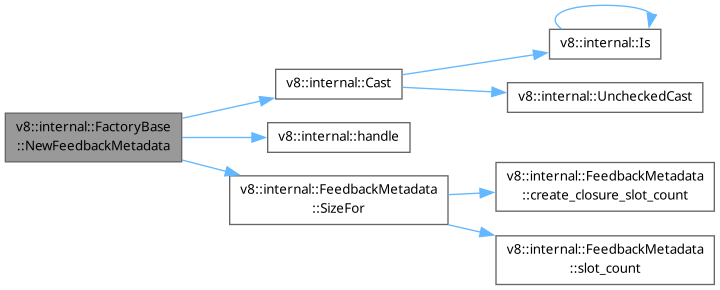 v8::internal::FactoryBase
::NewFeedbackMetadata
v8::internal::Cast
v8::internal::handle
v8::internal::FeedbackMetadata
::SizeFor
v8::internal::Is
v8::internal::UncheckedCast
v8::internal::FeedbackMetadata
::create_closure_slot_count
v8::internal::FeedbackMetadata
::slot_count